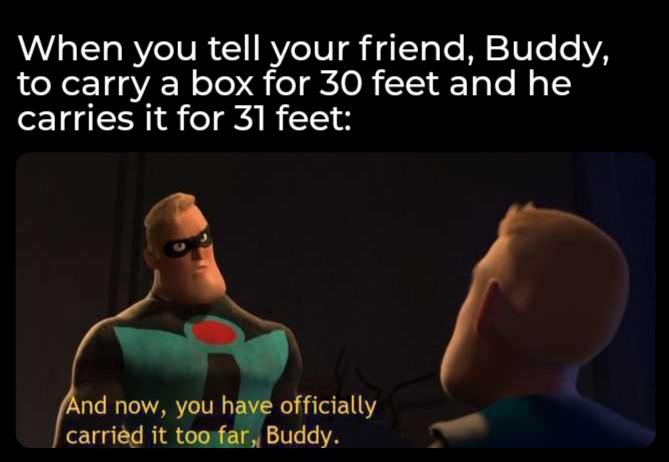 When you tell your friend, Buddy,
to carry a box for 30 feet and he
carries it for 31 feet:
And now, you have officially
carried it too far, Buddy.